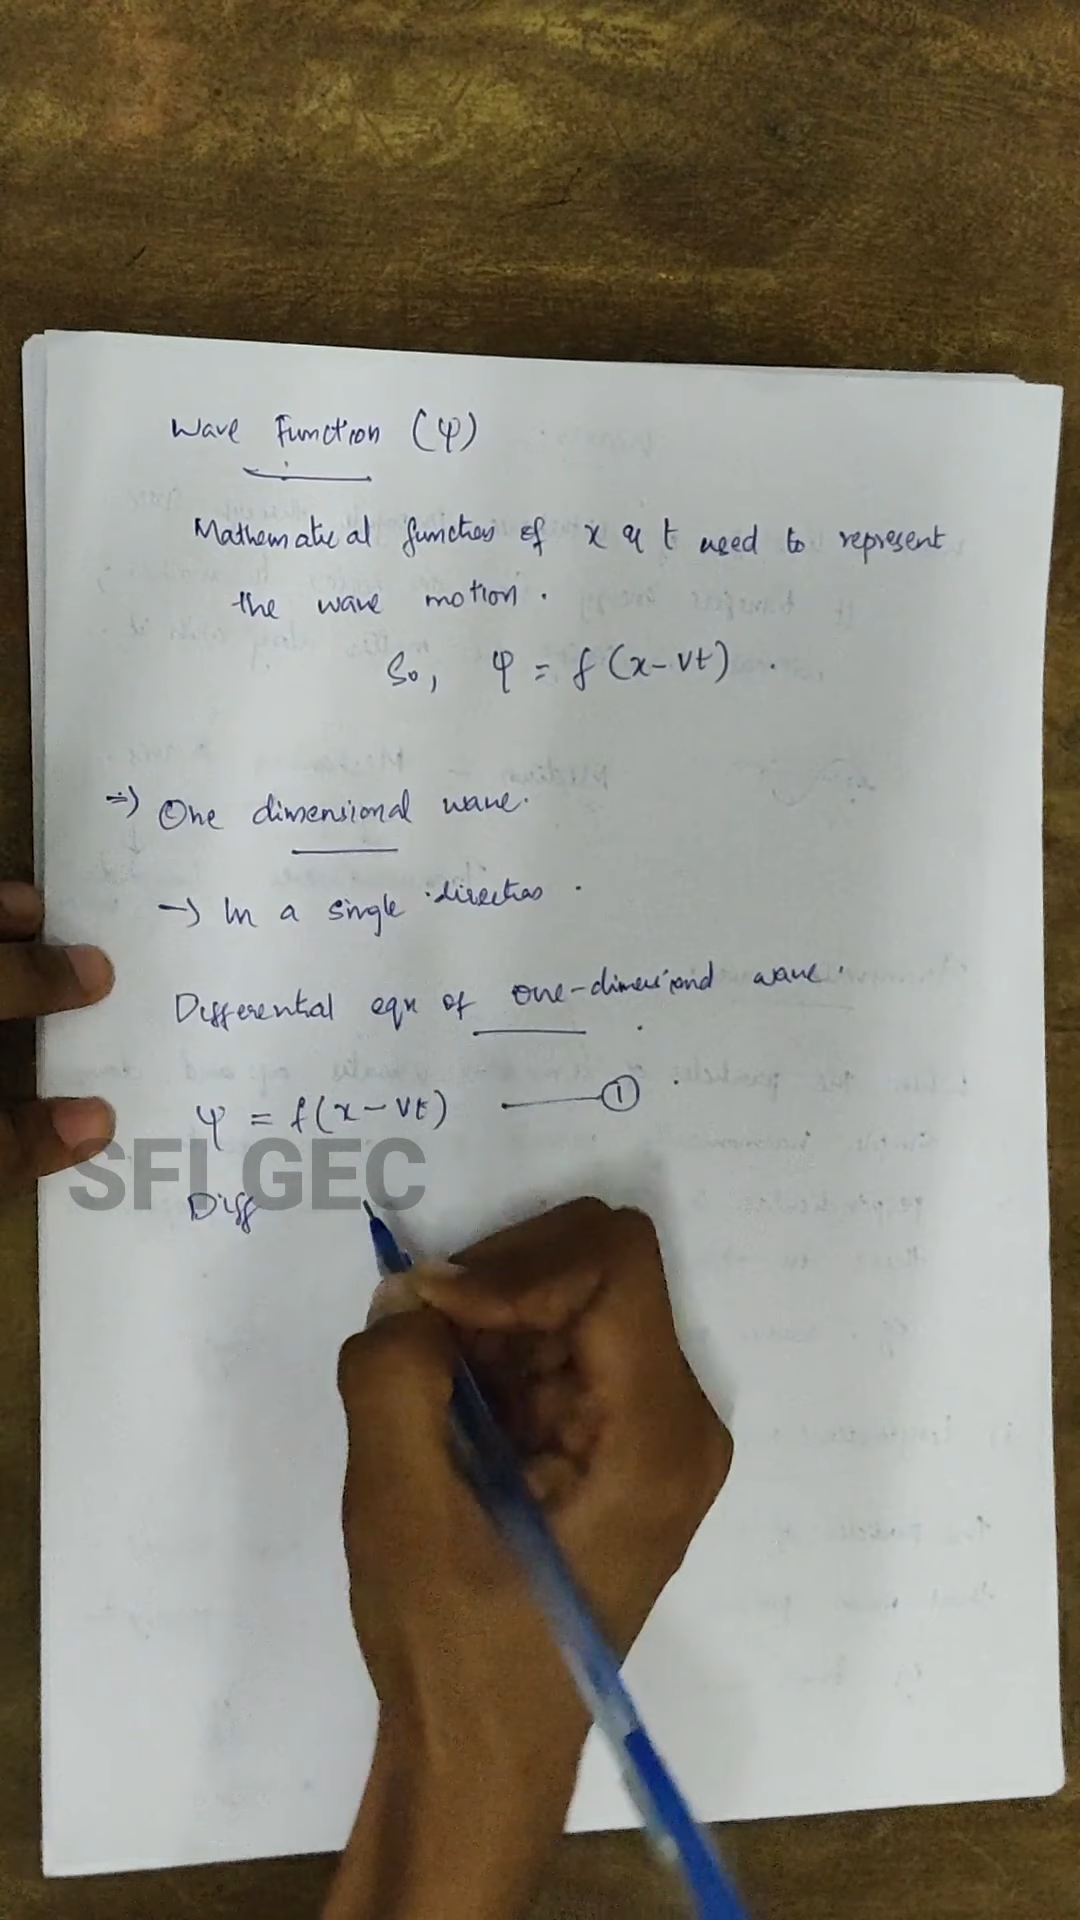 Wave Function (ψ)
Mathematical function of x & t used to represent
the wave motion.
So, ψ = f(x-vt).
⇒) One dimensional wave.
→ In a single direction.
Differential eqn of one-dimensional wave.
ψ = f(x-vt) —— ①
SFI GEC
Diff